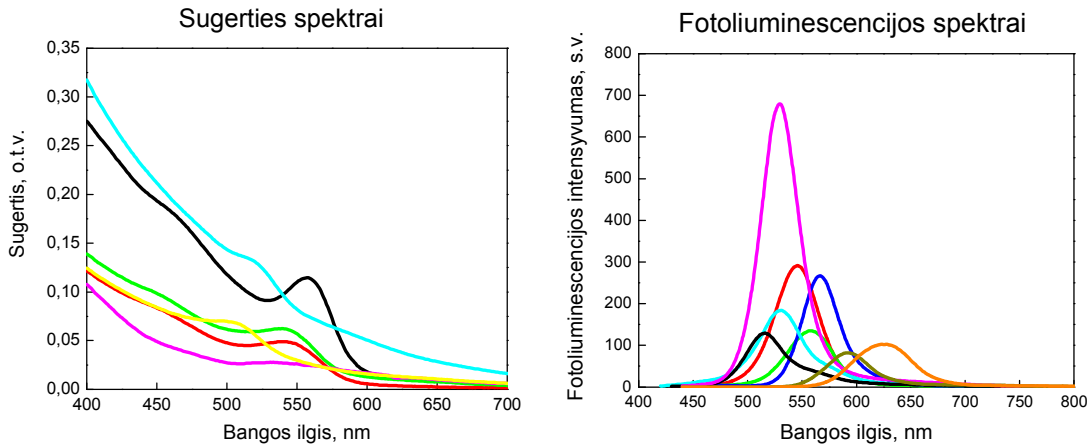 Sugerties spektrai
0,35
0,30
0,25
0,20
0,15
0,10
0,05
0,00
Sugertis, o.t.v.
400 450 500 550 600 650 700
Bangos ilgis, nm
Fotoliuminescencijos spektrai
800
700
600
500
400
300
200
100
0
Fotoliuminescencijos intensyvumas, s.v.
400 450 500 550 600 650 700 750 800
Bangos ilgis, nm